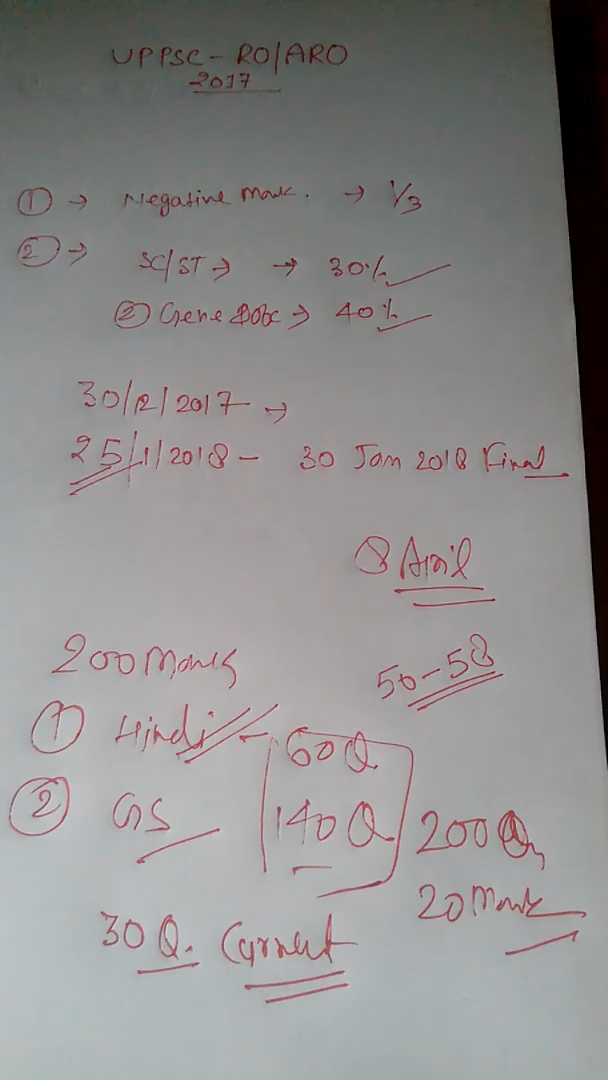 UPPSC - RO/ARO
2017
① → Negative Mark. → 1/3
② → SC/ST → → 30%
② Gene & obc → 40%
30/12/2017 →
25/1/2018 - 30 Jan 2018 Final
8 April
200 Marks
50-58
① Hindi - 60 Q
② GS 140 Q 200 Q,
20 Mark
30 Q. Current